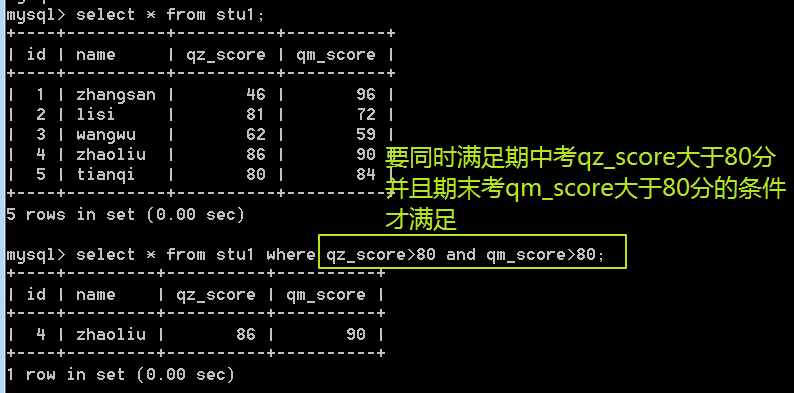 mysql> select * from stu1;
+----+----------+----------+----------+
| id | name     | qz_score | qm_score |
+----+----------+----------+----------+
|  1 | zhangsan |       46 |       96 |
|  2 | lisi     |       81 |       72 |
|  3 | wangwu   |       62 |       59 |
|  4 | zhaoliu  |       86 |       90 |
|  5 | tianqi   |       80 |       84 |
+----+----------+----------+----------+
5 rows in set (0.00 sec)
要同时满足期中考qz_score大于80分
并且期末考qm_score大于80分的条件
才满足
mysql> select * from stu1 where qz_score>80 and qm_score>80;
+----+---------+----------+----------+
| id | name    | qz_score | qm_score |
+----+---------+----------+----------+
|  4 | zhaoliu |       86 |       90 |
+----+---------+----------+----------+
1 row in set (0.00 sec)